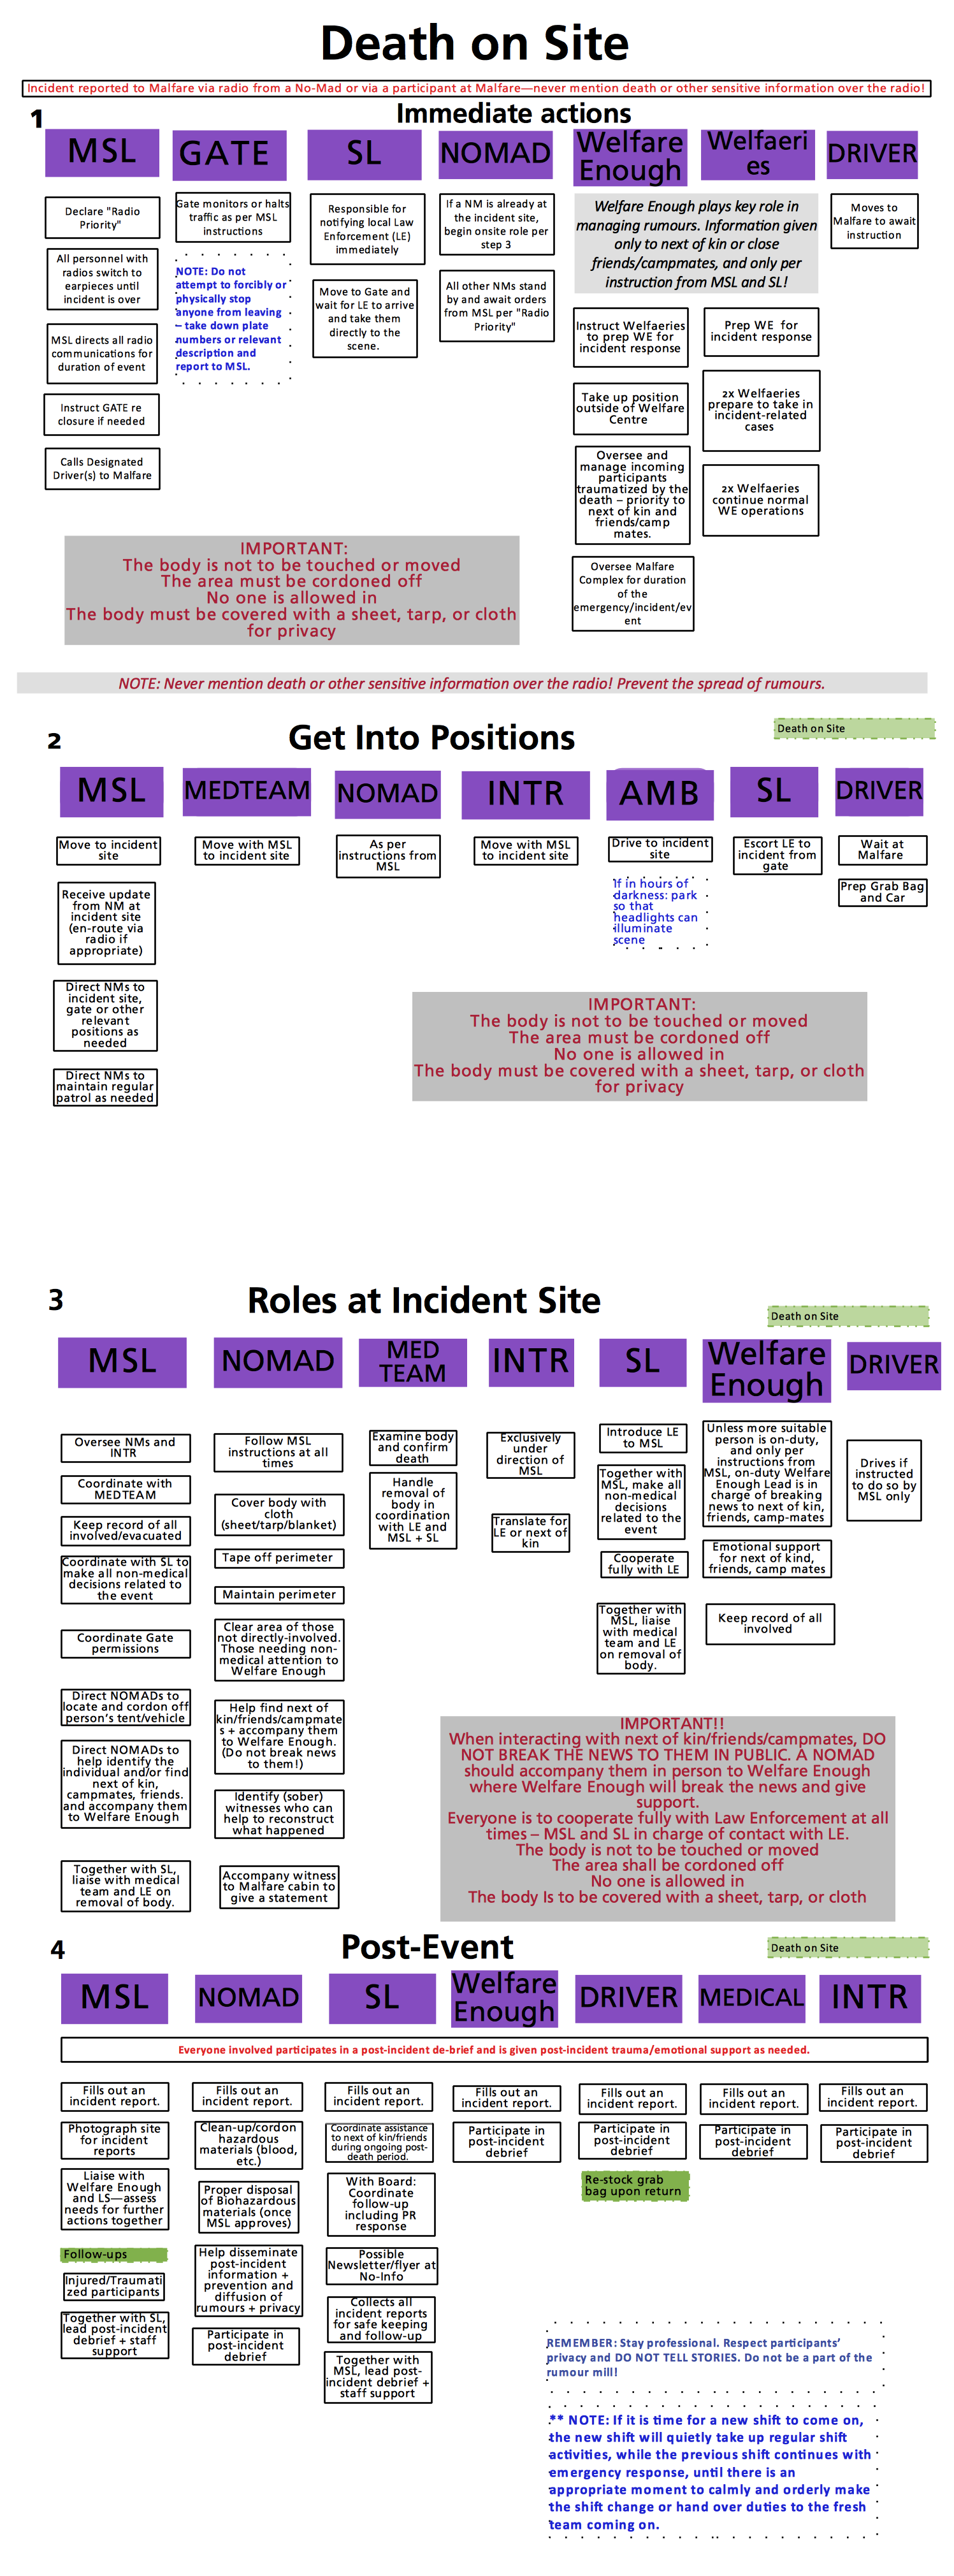 Death on Site
Incident reported to Malfare via radio from a No-Mad or via a participant at Malfare—never mention death or other sensitive information over the radio!
1
Immediate actions
MSL
Declare "Radio
Priority"
All personnel with
radios switch to
earpieces until
incident is over
MSL directs all radio
communications for
duration of event
Instruct GATE re
closure if needed
Calls Designated
Driver(s) to Malfare
GATE
Gate monitors or halts
traffic as per MSL
instructions
NOTE: Do not
attempt to forcibly or
physically stop
anyone from leaving
– take down plate
numbers or relevant
description and
report to MSL.
SL
Responsible for
notifying local Law
Enforcement (LE)
immediately
Move to Gate and
wait for LE to arrive
and take them
directly to the
scene.
NOMAD
If a NM is already at
the incident site,
begin onsite role per
step 3
All other NMs stand
by and await orders
from MSL per "Radio
Priority"
Welfare
Enough
Welfaeri
es
Welfare Enough plays key role in
managing rumours. Information given
only to next of kin or close
friends/campmates, and only per
instruction from MSL and SL!
Instruct Welfaeries
to prep WE for
incident response
Take up position
outside of Welfare
Centre
Oversee and
manage incoming
participants
traumatized by the
death – priority to
next of kin and
friends/camp
mates.
Oversee Malfare
Complex for duration
of the
emergency/incident/ev
ent
Prep WE for
incident response
2x Welfaeries
prepare to take in
incident-related
cases
2x Welfaeries
continue normal
WE operations
DRIVER
Moves to
Malfare to await
instruction
IMPORTANT:
The body is not to be touched or moved
The area must be cordoned off
No one is allowed in
The body must be covered with a sheet, tarp, or cloth
for privacy
NOTE: Never mention death or other sensitive information over the radio! Prevent the spread of rumours.
2
Get Into Positions
Death on Site
MSL
Move to incident
site
Receive update
from NM at
incident site
(en-route via
radio if
appropriate)
Direct NMs to
incident site,
gate or other
relevant
positions as
needed
Direct NMs to
maintain regular
patrol as needed
MEDTEAM
Move with MSL
to incident site
NOMAD
As per
instructions from
MSL
INTR
Move with MSL
to incident site
AMB
Drive to incident
site
If in hours of
darkness: park
so that
headlights can
illuminate
scene
SL
Escort LE to
incident from
gate
DRIVER
Wait at
Malfare
Prep Grab Bag
and Car
IMPORTANT:
The body is not to be touched or moved
The area must be cordoned off
No one is allowed in
The body must be covered with a sheet, tarp, or cloth
for privacy
3
Roles at Incident Site
Death on Site
MSL
Oversee NMs and
INTR
Coordinate with
MEDTEAM
Keep record of all
involved/evacuated
Coordinate with SL to
make all non-medical
decisions related to
the event
Coordinate Gate
permissions
Direct NOMADs to
locate and cordon off
person's tent/vehicle
Direct NOMADs to
help identify the
individual and/or find
next of kin,
campmates, friends.
and accompany them
to Welfare Enough
Together with SL,
liaise with medical
team and LE on
removal of body.
NOMAD
Follow MSL
instructions at all
times
Cover body with
cloth
(sheet/tarp/blanket)
Tape off perimeter
Maintain perimeter
Clear area of those
not directly-involved.
Those needing non-
medical attention to
Welfare Enough
Help find next of
kin/friends/campmate
s + accompany them
to Welfare Enough.
(Do not break news
to them!)
Identify (sober)
witnesses who can
help to reconstruct
what happened
Accompany witness
to Malfare cabin to
give a statement
MED
TEAM
Examine body
and confirm
death
Handle
removal of
body in
coordination
with LE and
MSL + SL
INTR
Exclusively
under
direction of
MSL
Translate for
LE or next of
kin
SL
Introduce LE
to MSL
Together with
MSL, make all
non-medical
decisions
related to the
event
Cooperate
fully with LE
Together with
MSL, liaise
with medical
team and LE
on removal of
body.
Welfare
Enough
Unless more suitable
person is on-duty,
and only per
instructions from
MSL, on-duty Welfare
Enough Lead is in
charge of breaking
news to next of kin,
friends, camp-mates
Emotional support
for next of kind,
friends, camp mates
Keep record of all
involved
DRIVER
Drives if
instructed
to do so by
MSL only
IMPORTANT!!
When interacting with next of kin/friends/campmates, DO
NOT BREAK THE NEWS TO THEM IN PUBLIC. A NOMAD
should accompany them in person to Welfare Enough
where Welfare Enough will break the news and give
support.
Everyone is to cooperate fully with Law Enforcement at all
times – MSL and SL in charge of contact with LE.
The body is not to be touched or moved
The area shall be cordoned off
No one is allowed in
The body Is to be covered with a sheet, tarp, or cloth
4
Post-Event
Death on Site
MSL
NOMAD
SL
Welfare
Enough
DRIVER
MEDICAL
INTR
Everyone involved participates in a post-incident de-brief and is given post-incident trauma/emotional support as needed.
Fills out an
incident report.
Photograph site
for incident
reports
Liaise with
Welfare Enough
and LS—assess
needs for further
actions together
Follow-ups
Injured/Traumati
zed participants
Together with SL,
lead post-incident
debrief + staff
support
Fills out an
incident report.
Clean-up/cordon
hazardous
materials (blood,
etc.)
Proper disposal
of Biohazardous
materials (once
MSL approves)
Help disseminate
post-incident
information +
prevention and
diffusion of
rumours + privacy
Participate in
post-incident
debrief
Fills out an
incident report.
Coordinate assistance
to next of kin/friends
during ongoing post-
death period.
With Board:
Coordinate
follow-up
including PR
response
Possible
Newsletter/flyer at
No-Info
Collects all
incident reports
for safe keeping
and follow-up
Together with
MSL, lead post-
incident debrief +
staff support
Fills out an
incident report.
Participate in
post-incident
debrief
Fills out an
incident report.
Participate in
post-incident
debrief
Re-stock grab
bag upon return
Fills out an
incident report.
Participate in
post-incident
debrief
Fills out an
incident report.
Participate in
post-incident
debrief
REMEMBER: Stay professional. Respect participants'
privacy and DO NOT TELL STORIES. Do not be a part of the
rumour mill!
** NOTE: If it is time for a new shift to come on,
the new shift will quietly take up regular shift
activities, while the previous shift continues with
emergency response, until there is an
appropriate moment to calmly and orderly make
the shift change or hand over duties to the fresh
team coming on.